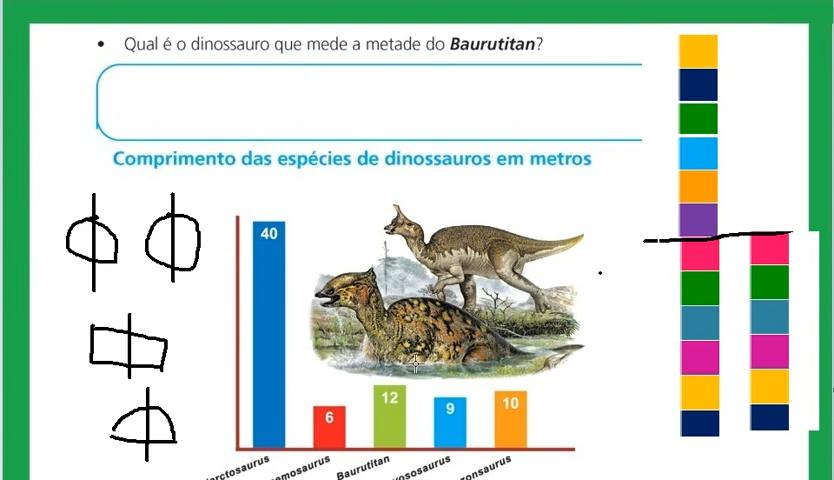 • Qual é o dinossauro que mede a metade do Baurutitan?
Comprimento das espécies de dinossauros em metros
40
6
12
9
10
Baurutitan